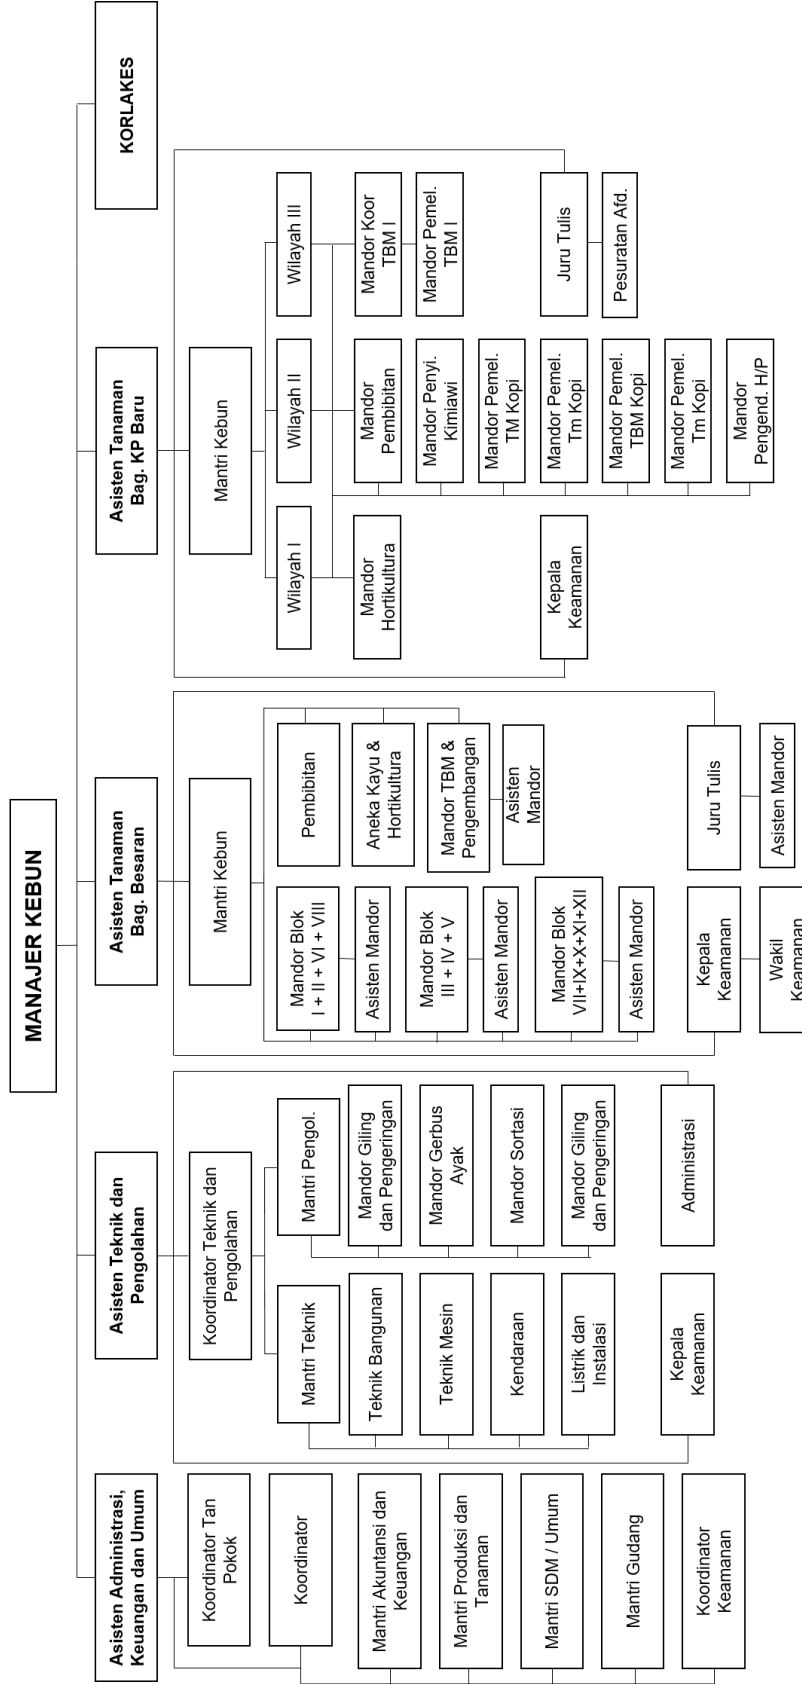 MANAJER KEBUN
Asisten Administrasi,
Keuangan dan Umum
Asisten Teknik dan
Pengolahan
Asisten Tanaman
Bag. Besaran
Asisten Tanaman
Bag. KP Baru
KORLAKES
Koordinator Tan
Pokok
Koordinator
Mantri Akuntansi dan
Keuangan
Mantri Produksi dan
Tanaman
Mantri SDM / Umum
Mantri Gudang
Koordinator
Keamanan
Koordinator Teknik dan
Pengolahan
Mantri Teknik
Teknik Bangunan
Teknik Mesin
Kendaraan
Listrik dan
Instalasi
Kepala
Keamanan
Mantri Pengol.
Mandor Giling
dan Pengeringan
Mandor Gerbus
Ayak
Mandor Sortasi
Mandor Giling
dan Pengeringan
Administrasi
Mantri Kebun
Mandor Blok
I + II + VI + VIII
Asisten Mandor
Mandor Blok
III + IV + V
Asisten Mandor
Mandor Blok
VII+IX+X+XI+XII
Asisten Mandor
Kepala
Keamanan
Wakil
Keamanan
Pembibitan
Aneka Kayu &
Hortikultura
Mandor TBM &
Pengembangan
Asisten
Mandor
Juru Tulis
Asisten Mandor
Mantri Kebun
Wilayah I
Mandor
Hortikultura
Kepala
Keamanan
Wilayah II
Mandor
Pembibitan
Mandor Penyi.
Kimiawi
Mandor Pemel.
TM Kopi
Mandor Pemel.
Tm Kopi
Mandor Pemel.
TBM Kopi
Mandor Pemel.
Tm Kopi
Mandor
Pengend. H/P
Wilayah III
Mandor Koor
TBM I
Mandor Pemel.
TBM I
Juru Tulis
Pesuratan Afd.